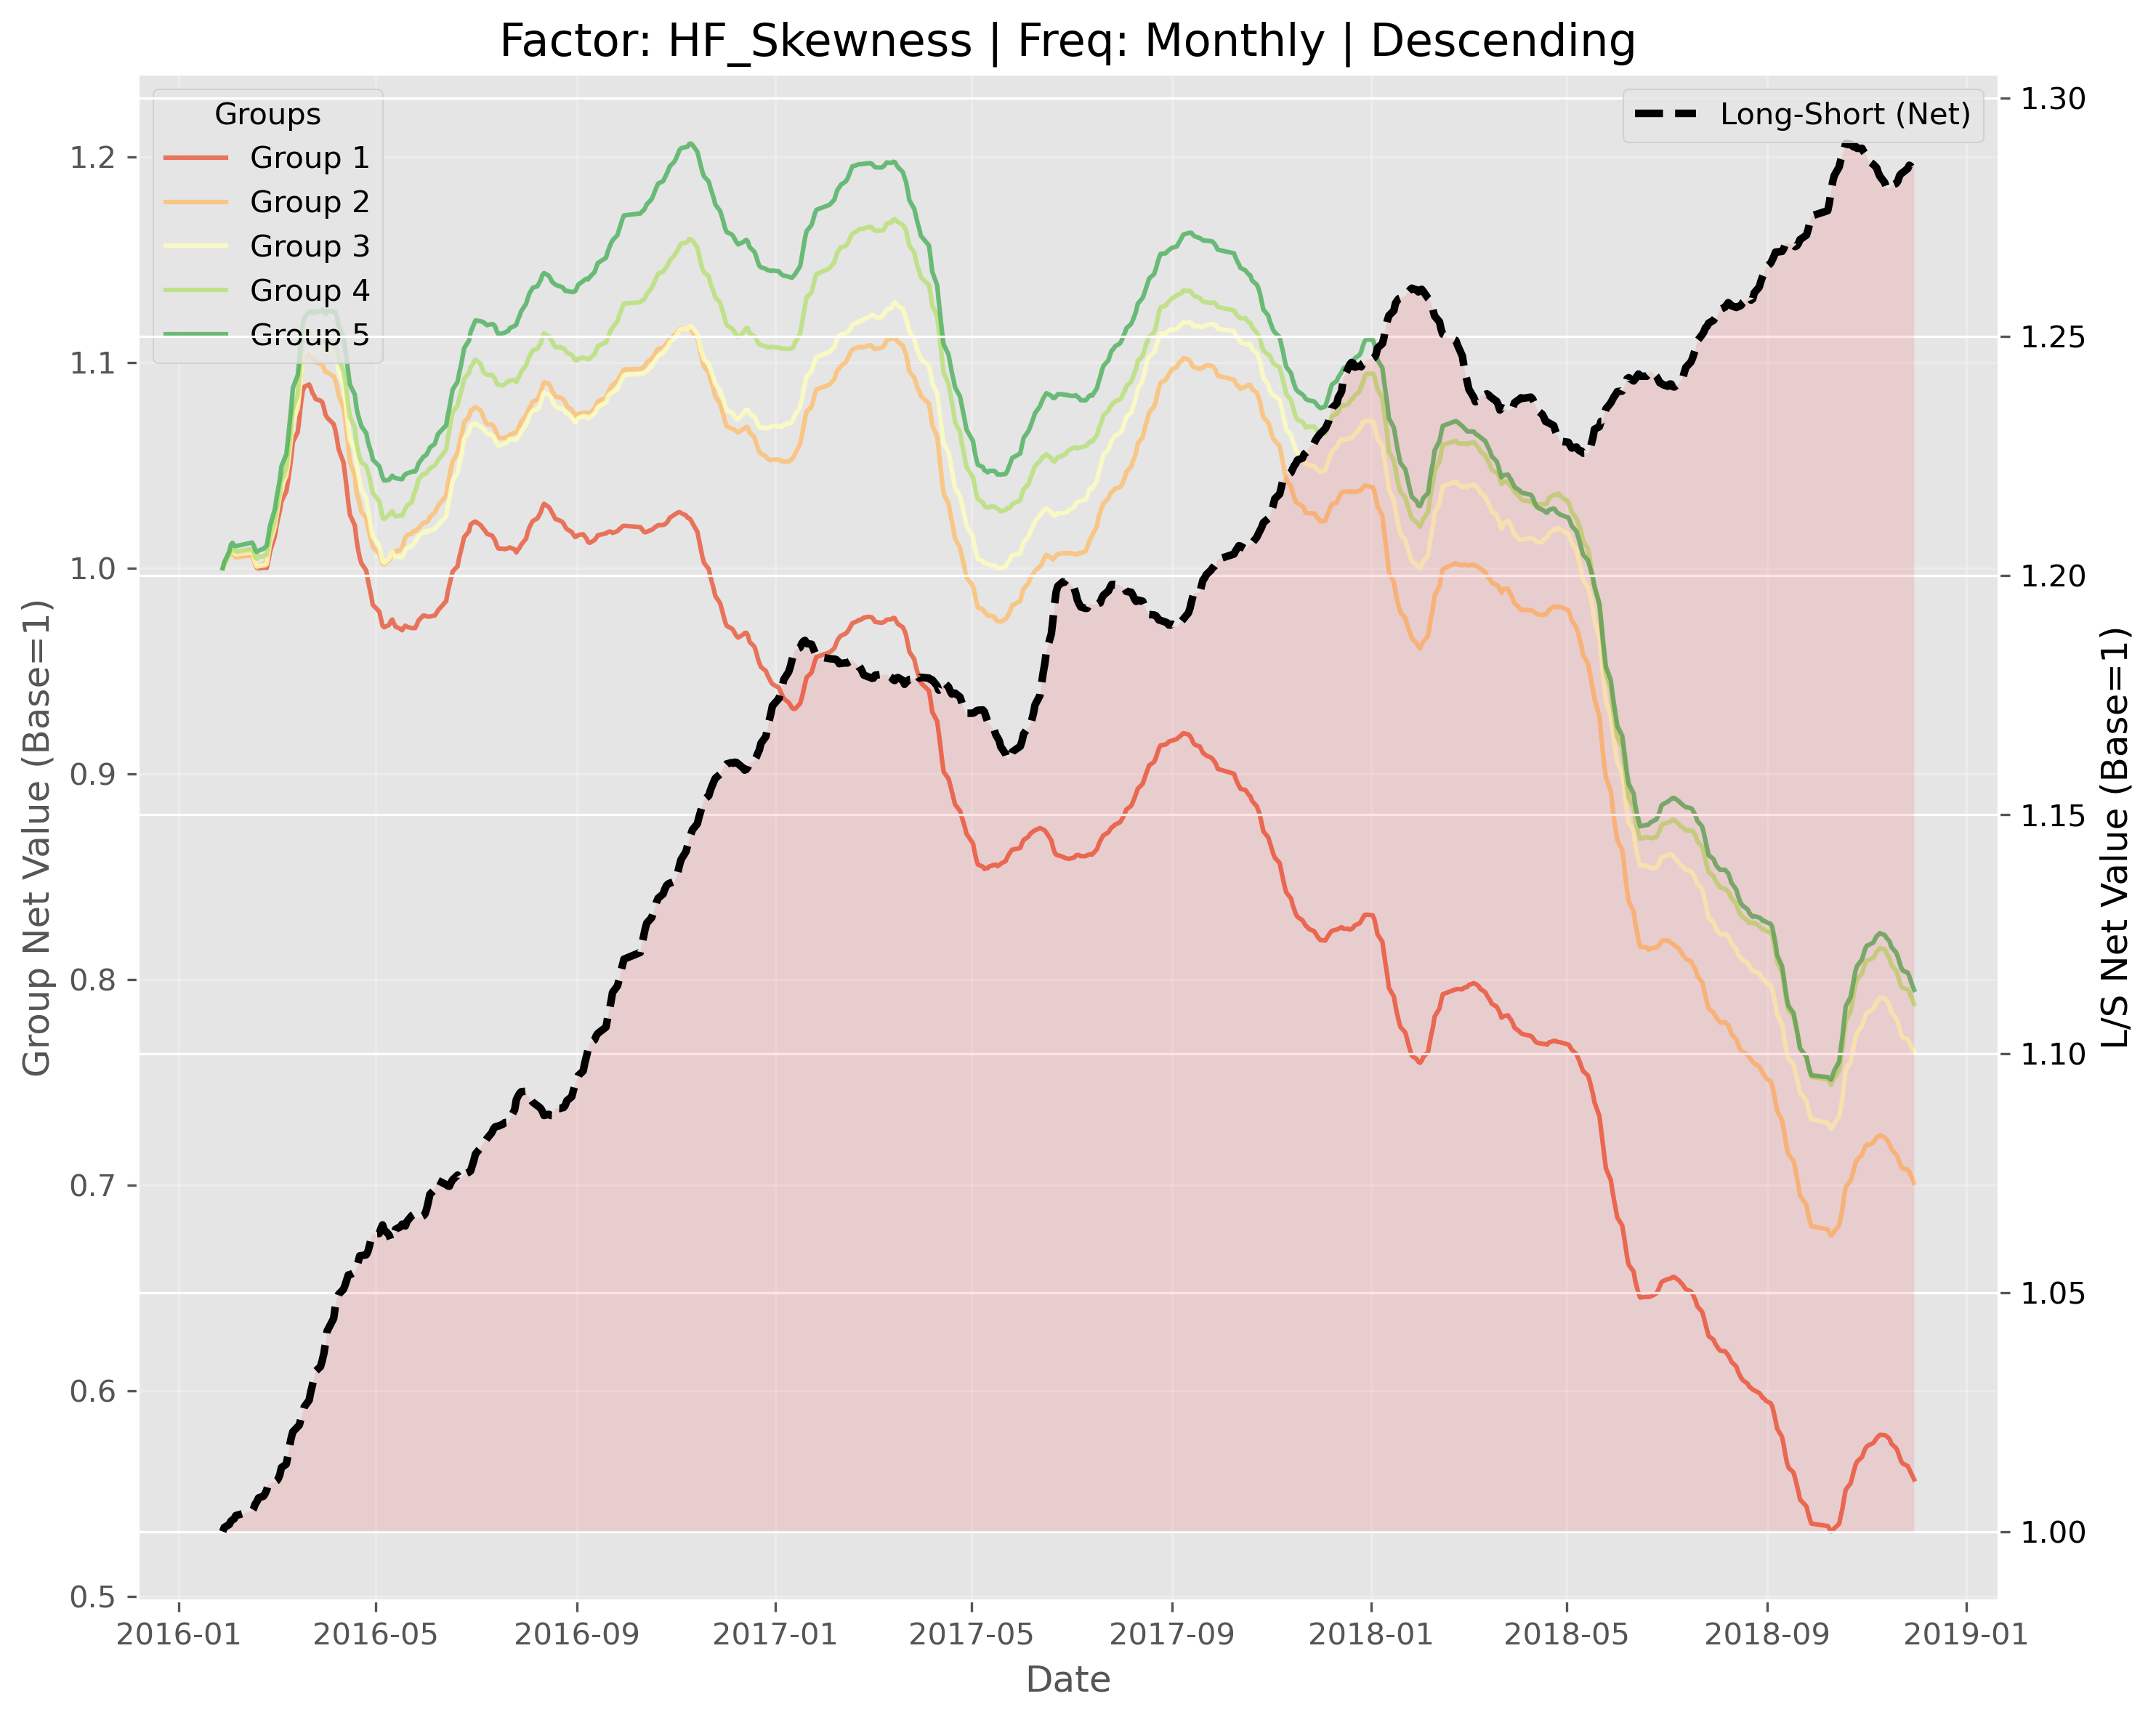 Factor: HF_Skewness | Freq: Monthly | Descending
Groups
Group 1
Group 2
Group 3
Group 4
Group 5
Long-Short (Net)
Group Net Value (Base=1)
1.2
1.1
1.0
0.9
0.8
0.7
0.6
0.5
L/S Net Value (Base=1)
1.30
1.25
1.20
1.15
1.10
1.05
1.00
2016-01 2016-05 2016-09 2017-01 2017-05 2017-09 2018-01 2018-05 2018-09 2019-01
Date